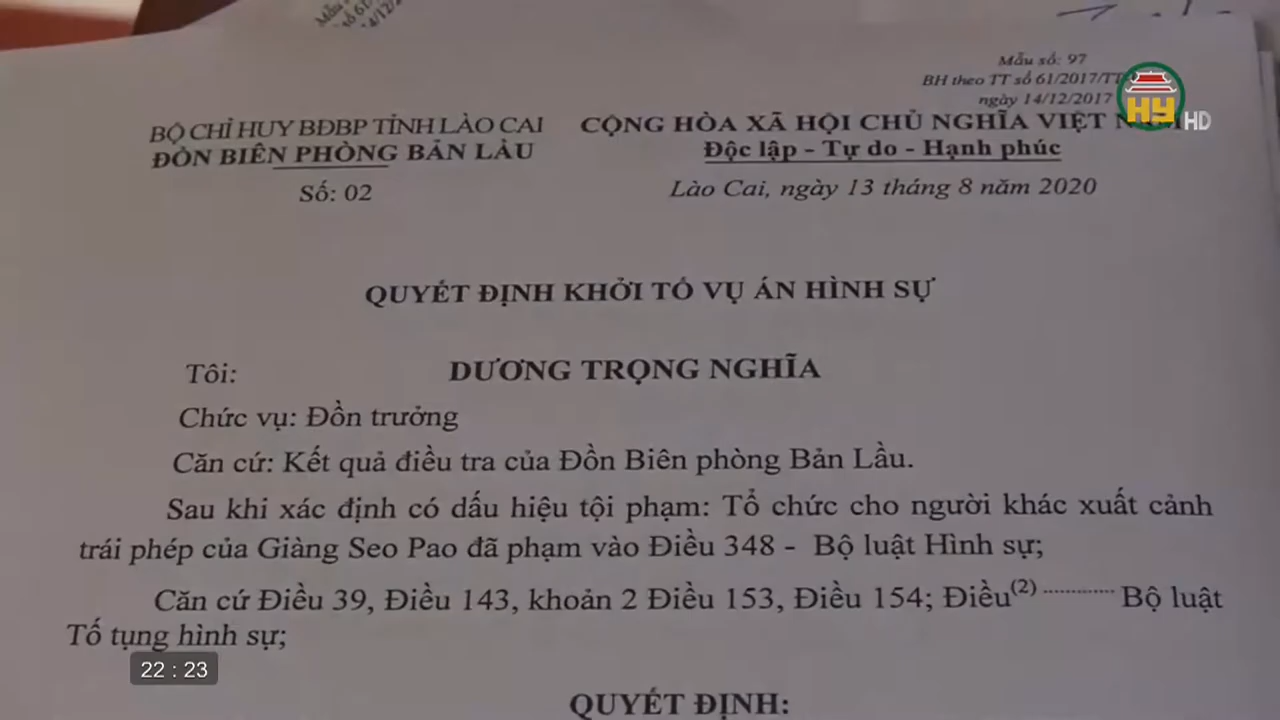 Mẫu số: 97
BH theo TT số 61/2017/TT
ngày 14/12/2017
HY HD
BỘ CHỈ HUY BĐBP TỈNH LÀO CAI
ĐỒN BIÊN PHÒNG BẢN LẦU
Số: 02
CỘNG HÒA XÃ HỘI CHỦ NGHĨA VIỆT
Độc lập - Tự do - Hạnh phúc
Lào Cai, ngày 13 tháng 8 năm 2020
QUYẾT ĐỊNH KHỞI TỐ VỤ ÁN HÌNH SỰ
Tôi: DƯƠNG TRỌNG NGHĨA
Chức vụ: Đồn trưởng
Căn cứ: Kết quả điều tra của Đồn Biên phòng Bản Lầu.
Sau khi xác định có dấu hiệu tội phạm: Tổ chức cho người khác xuất cảnh
trái phép của Giàng Seo Pao đã phạm vào Điều 348 - Bộ luật Hình sự;
Căn cứ Điều 39, Điều 143, khoản 2 Điều 153, Điều 154; Điều(2) ............ Bộ luật
Tố tụng hình sự;
22 : 23
QUYẾT ĐỊNH: